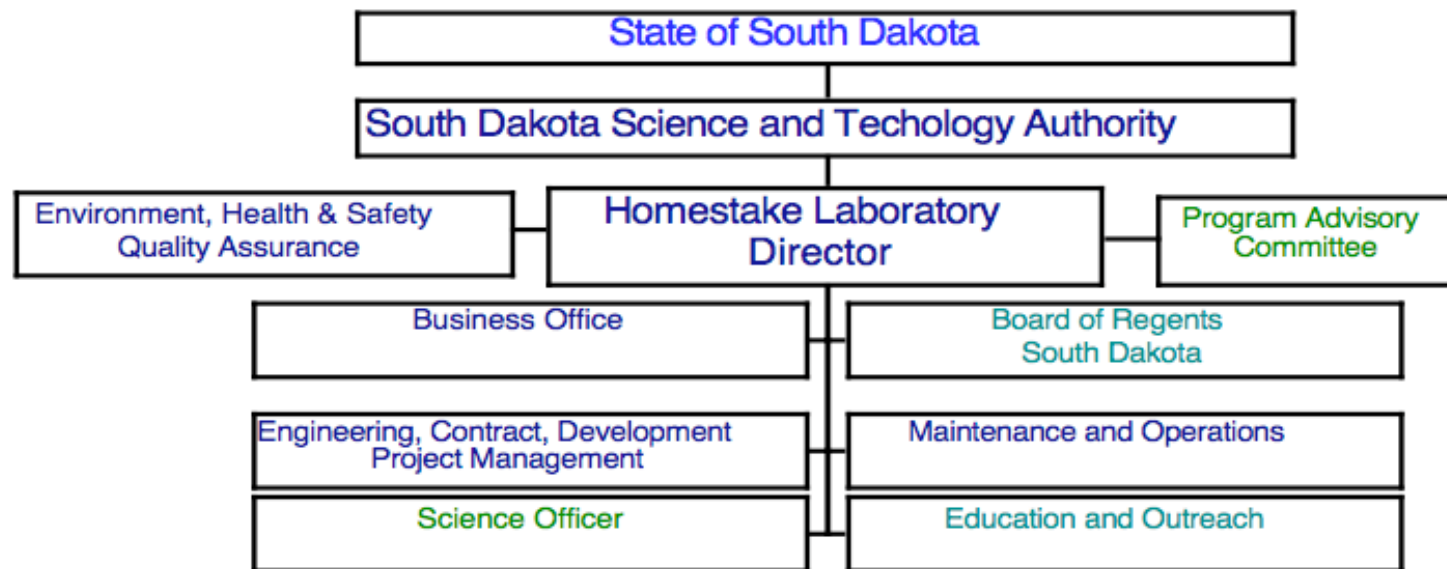 State of South Dakota
South Dakota Science and Techology Authority
Environment, Health & Safety
Quality Assurance
Homestake Laboratory
Director
Program Advisory
Committee
Business Office
Board of Regents
South Dakota
Engineering, Contract, Development
Project Management
Maintenance and Operations
Science Officer
Education and Outreach